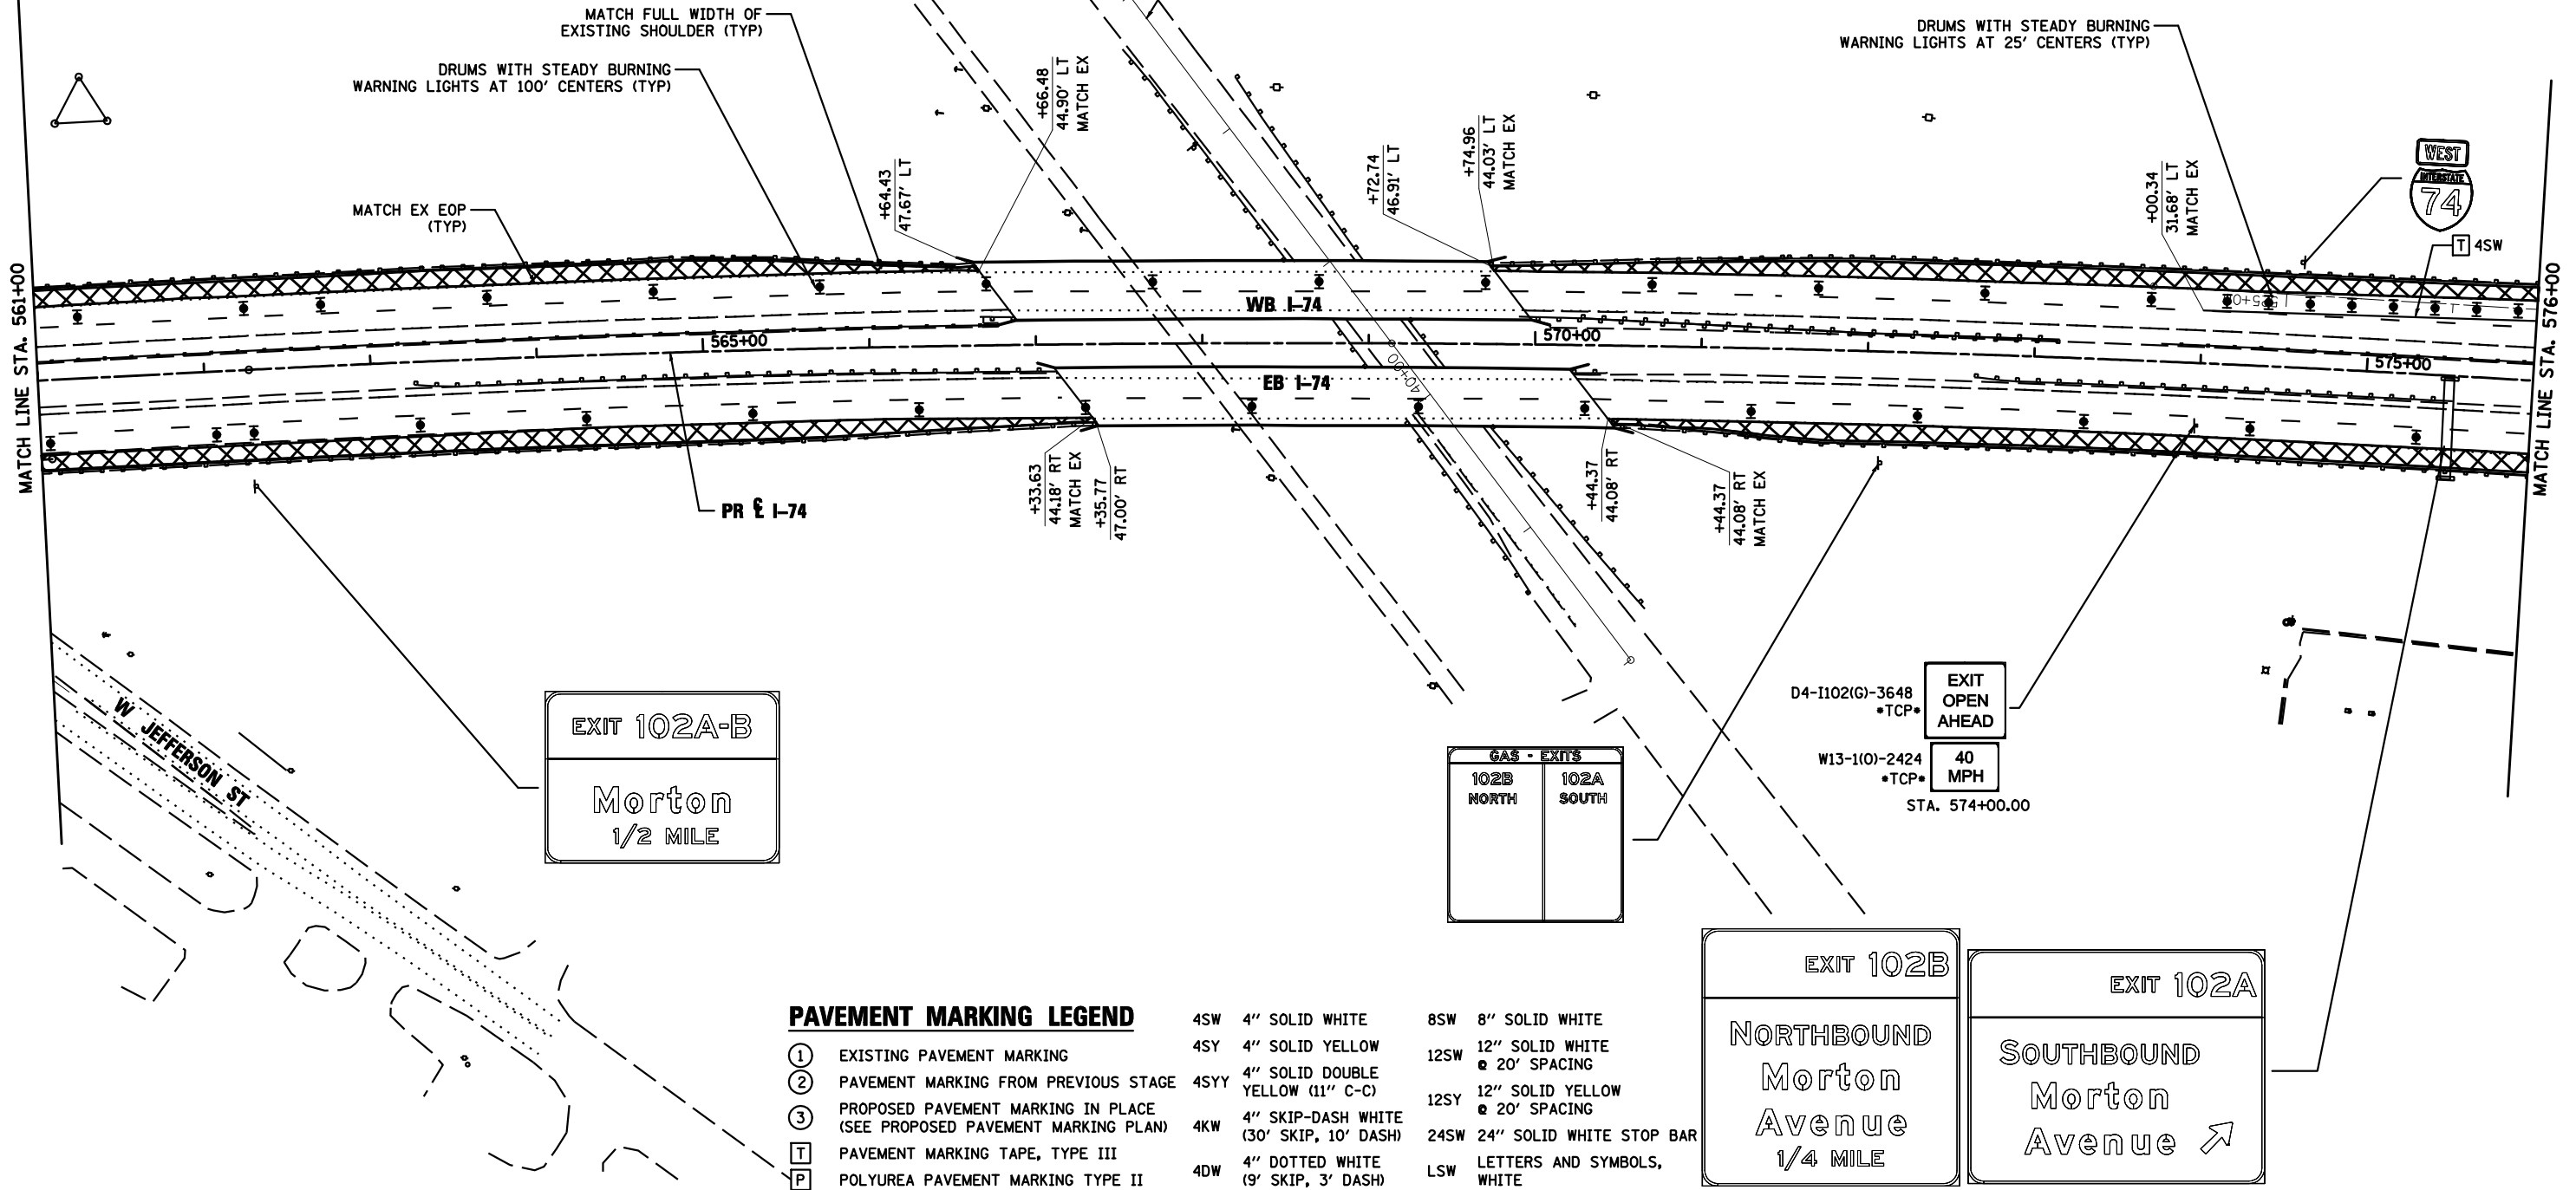 MATCH FULL WIDTH OF
EXISTING SHOULDER (TYP)
DRUMS WITH STEADY BURNING
WARNING LIGHTS AT 25' CENTERS (TYP)
DRUMS WITH STEADY BURNING
WARNING LIGHTS AT 100' CENTERS (TYP)
+66.48
44.90' LT
MATCH EX
+64.43
47.67' LT
+72.74
46.91' LT
+74.96
44.03' LT
MATCH EX
+00.34
31.68' LT
MATCH EX
WEST
INTERSTATE
74
T 4SW
MATCH EX EOP
(TYP)
MATCH LINE STA. 561+00
MATCH LINE STA. 576+00
WB I-74
565+00
570+00
575+00
EB I-74
40+00
PR ℄ I-74
+33.63
44.18' RT
MATCH EX
+35.77
47.00' RT
+44.37
44.08' RT
+44.37
44.08' RT
MATCH EX
W JEFFERSON ST
EXIT 102A-B
Morton
1/2 MILE
GAS - EXITS
102B
NORTH
102A
SOUTH
D4-I102(G)-3648
*TCP*
EXIT
OPEN
AHEAD
W13-1(O)-2424
*TCP*
40
MPH
STA. 574+00.00
EXIT 102B
NORTHBOUND
Morton
Avenue
1/4 MILE
EXIT 102A
SOUTHBOUND
Morton
Avenue
PAVEMENT MARKING LEGEND
1 EXISTING PAVEMENT MARKING
2 PAVEMENT MARKING FROM PREVIOUS STAGE
3 PROPOSED PAVEMENT MARKING IN PLACE
(SEE PROPOSED PAVEMENT MARKING PLAN)
T PAVEMENT MARKING TAPE, TYPE III
P POLYUREA PAVEMENT MARKING TYPE II
4SW 4" SOLID WHITE
4SY 4" SOLID YELLOW
4SYY 4" SOLID DOUBLE
YELLOW (11" C-C)
4KW 4" SKIP-DASH WHITE
(30' SKIP, 10' DASH)
4DW 4" DOTTED WHITE
(9' SKIP, 3' DASH)
8SW 8" SOLID WHITE
12SW 12" SOLID WHITE
@ 20' SPACING
12SY 12" SOLID YELLOW
@ 20' SPACING
24SW 24" SOLID WHITE STOP BAR
LSW LETTERS AND SYMBOLS,
WHITE